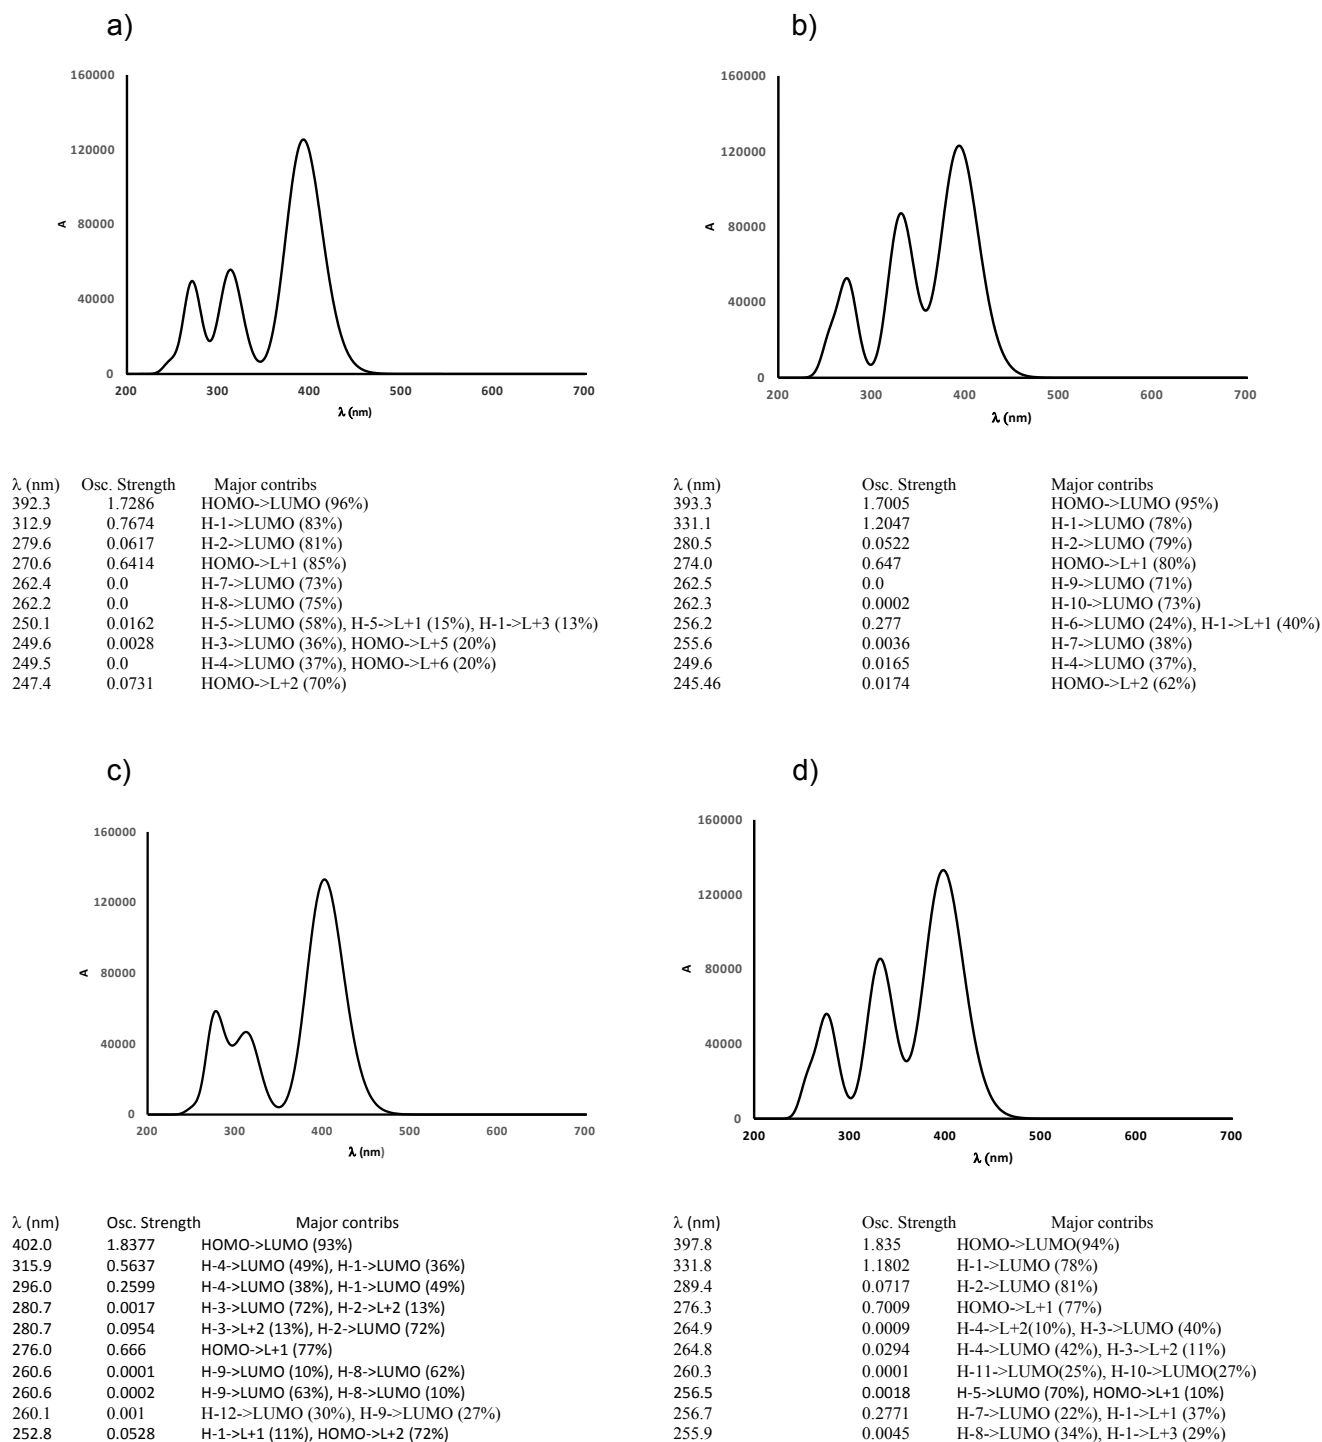 a)
160000
120000
80000
40000
0
A
200 300 400 500 600 700
λ (nm)
λ (nm) Osc. Strength Major contribs
392.3 1.7286 HOMO->LUMO (96%)
312.9 0.7674 H-1->LUMO (83%)
279.6 0.0617 H-2->LUMO (81%)
270.6 0.6414 HOMO->L+1 (85%)
262.4 0.0 H-7->LUMO (73%)
262.2 0.0 H-8->LUMO (75%)
250.1 0.0162 H-5->LUMO (58%), H-5->L+1 (15%), H-1->L+3 (13%)
249.6 0.0028 H-3->LUMO (36%), HOMO->L+5 (20%)
249.5 0.0 H-4->LUMO (37%), HOMO->L+6 (20%)
247.4 0.0731 HOMO->L+2 (70%)
b)
160000
120000
80000
40000
0
A
200 300 400 500 600 700
λ (nm)
λ (nm) Osc. Strength Major contribs
393.3 1.7005 HOMO->LUMO (95%)
331.1 1.2047 H-1->LUMO (78%)
280.5 0.0522 H-2->LUMO (79%)
274.0 0.647 HOMO->L+1 (80%)
262.5 0.0 H-9->LUMO (71%)
262.3 0.0002 H-10->LUMO (73%)
256.2 0.277 H-6->LUMO (24%), H-1->L+1 (40%)
255.6 0.0036 H-7->LUMO (38%)
249.6 0.0165 H-4->LUMO (37%),
245.46 0.0174 HOMO->L+2 (62%)
c)
160000
120000
80000
40000
0
A
200 300 400 500 600 700
λ (nm)
λ (nm) Osc. Strength Major contribs
402.0 1.8377 HOMO->LUMO (93%)
315.9 0.5637 H-4->LUMO (49%), H-1->LUMO (36%)
296.0 0.2599 H-4->LUMO (38%), H-1->LUMO (49%)
280.7 0.0017 H-3->LUMO (72%), H-2->L+2 (13%)
280.7 0.0954 H-3->L+2 (13%), H-2->LUMO (72%)
276.0 0.666 HOMO->L+1 (77%)
260.6 0.0001 H-9->LUMO (10%), H-8->LUMO (62%)
260.6 0.0002 H-9->LUMO (63%), H-8->LUMO (10%)
260.1 0.001 H-12->LUMO (30%), H-9->LUMO (27%)
252.8 0.0528 H-1->L+1 (11%), HOMO->L+2 (72%)
d)
160000
120000
80000
40000
0
A
200 300 400 500 600 700
λ (nm)
λ (nm) Osc. Strength Major contribs
397.8 1.835 HOMO->LUMO(94%)
331.8 1.1802 H-1->LUMO (78%)
289.4 0.0717 H-2->LUMO (81%)
276.3 0.7009 HOMO->L+1 (77%)
264.9 0.0009 H-4->L+2(10%), H-3->LUMO (40%)
264.8 0.0294 H-4->LUMO (42%), H-3->L+2 (11%)
260.3 0.0001 H-11->LUMO(25%), H-10->LUMO(27%)
256.5 0.0018 H-5->LUMO (70%), HOMO->L+1 (10%)
256.7 0.2771 H-7->LUMO (22%), H-1->L+1 (37%)
255.9 0.0045 H-8->LUMO (34%), H-1->L+3 (29%)